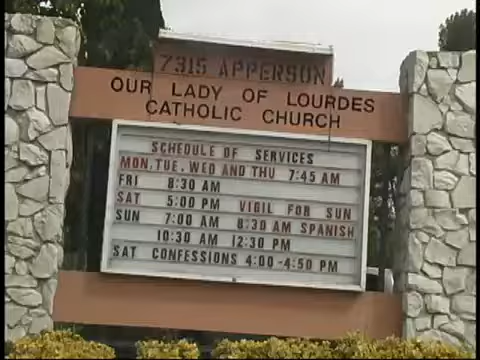 7315 APPERSON
OUR LADY OF LOURDES
CATHOLIC CHURCH
SCHEDULE OF SERVICES
MON, TUE, WED AND THU 7:45 AM
FRI 8:30 AM
SAT 5:00 PM VIGIL FOR SUN
SUN 7:00 AM 8:30 AM SPANISH
10:30 AM 12:30 PM
SAT CONFESSIONS 4:00-4:50 PM